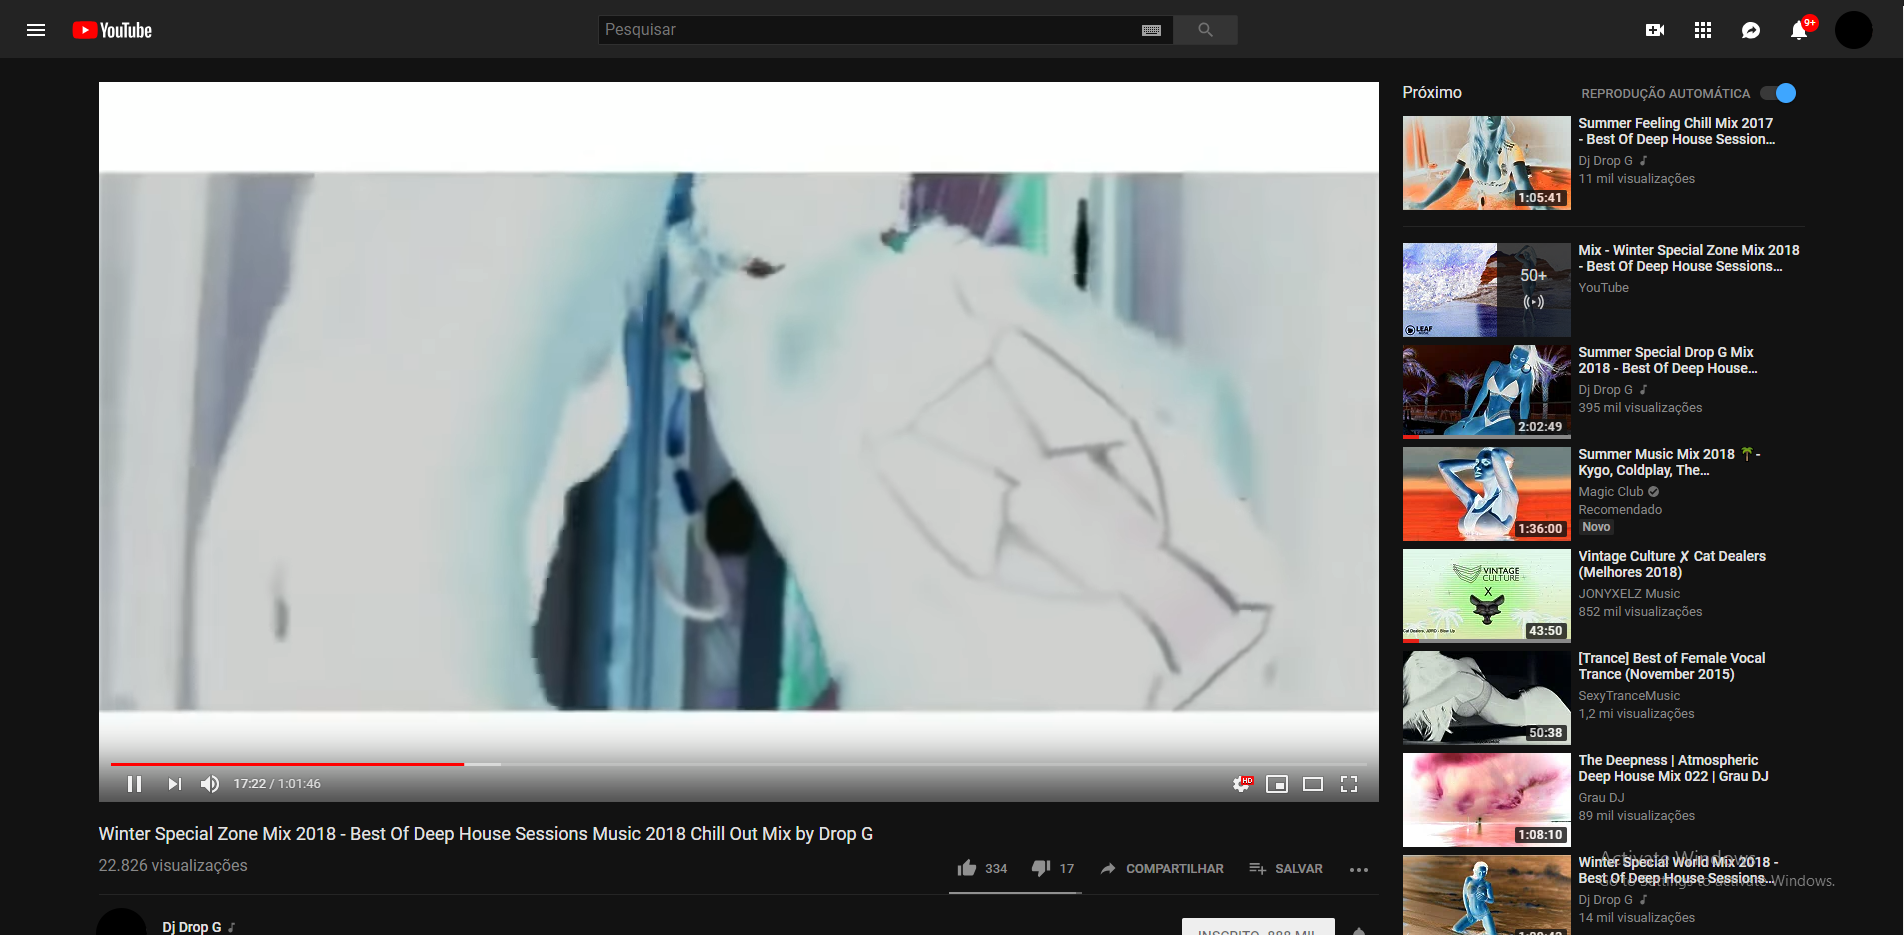 YouTube
Pesquisar
9+
Próximo
REPRODUÇÃO AUTOMÁTICA
Summer Feeling Chill Mix 2017
- Best Of Deep House Session...
Dj Drop G
11 mil visualizações
1:05:41
Mix - Winter Special Zone Mix 2018
- Best Of Deep House Sessions...
YouTube
50+
LEAF
Summer Special Drop G Mix
2018 - Best Of Deep House...
Dj Drop G
395 mil visualizações
2:02:49
Summer Music Mix 2018 🌴 -
Kygo, Coldplay, The...
Magic Club
Recomendado
Novo
1:36:00
Vintage Culture ✗ Cat Dealers
(Melhores 2018)
JONYXELZ Music
852 mil visualizações
VINTAGE
CULTURE
X
43:50
[Trance] Best of Female Vocal
Trance (November 2015)
SexyTranceMusic
1,2 mi visualizações
50:38
The Deepness | Atmospheric
Deep House Mix 022 | Grau DJ
Grau DJ
89 mil visualizações
1:08:10
Winter Special World Mix 2018 -
Best Of Deep House Sessions...
Dj Drop G
14 mil visualizações
Activate Windows
Go to Settings to activate Windows.
17:22 / 1:01:46
HD
Winter Special Zone Mix 2018 - Best Of Deep House Sessions Music 2018 Chill Out Mix by Drop G
22.826 visualizações
334
17
COMPARTILHAR
SALVAR
Dj Drop G
INSCRITO 888 MIL